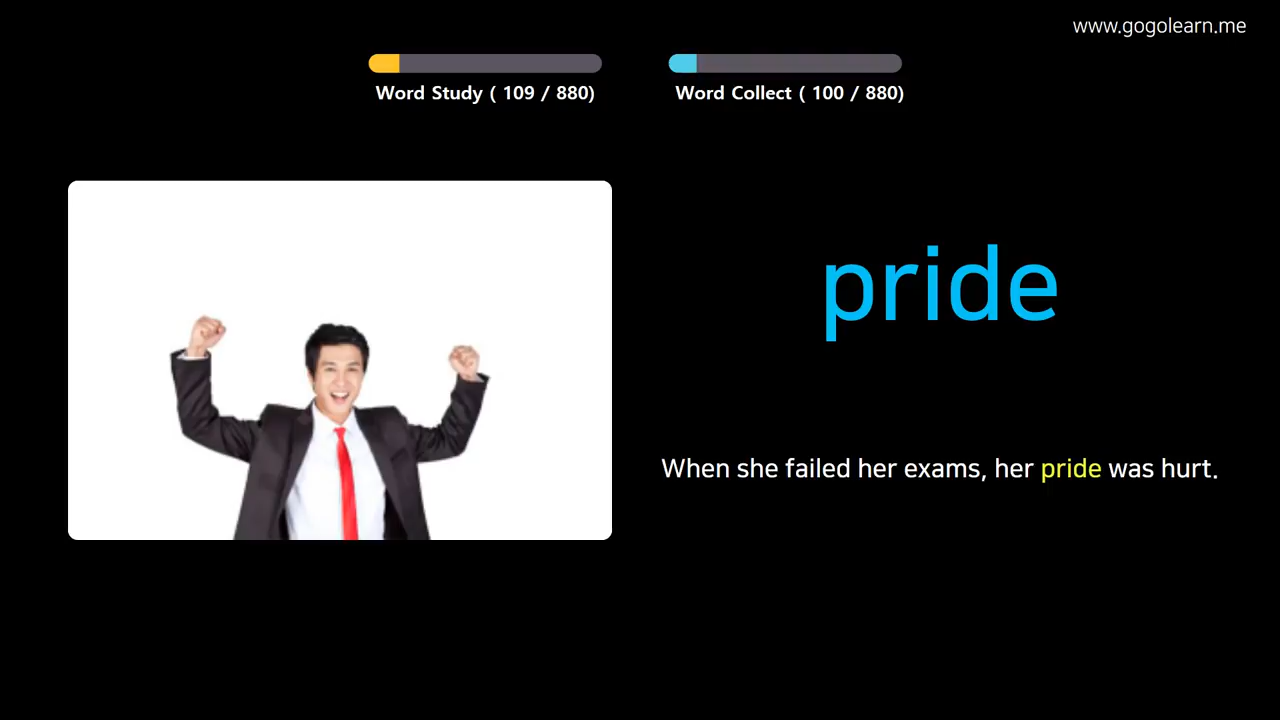 www.gogolearn.me
Word Study ( 109 / 880)
Word Collect ( 100 / 880)
pride
When she failed her exams, her pride was hurt.